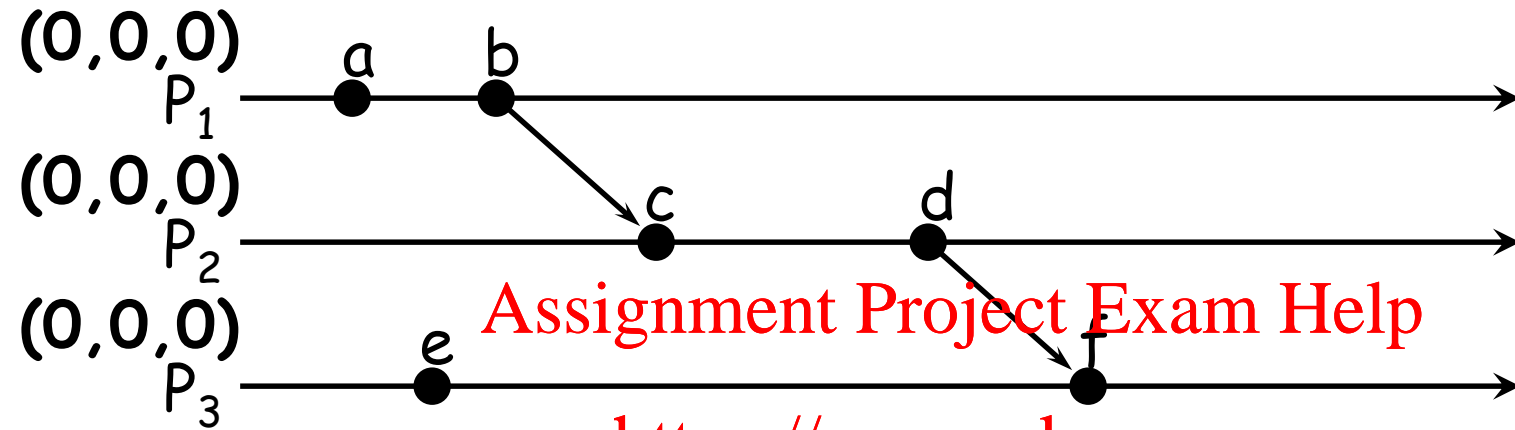 (0,0,0)
a b
P1
(0,0,0)
c d
P2
Assignment Project Exam Help
(0,0,0)
e f
P3